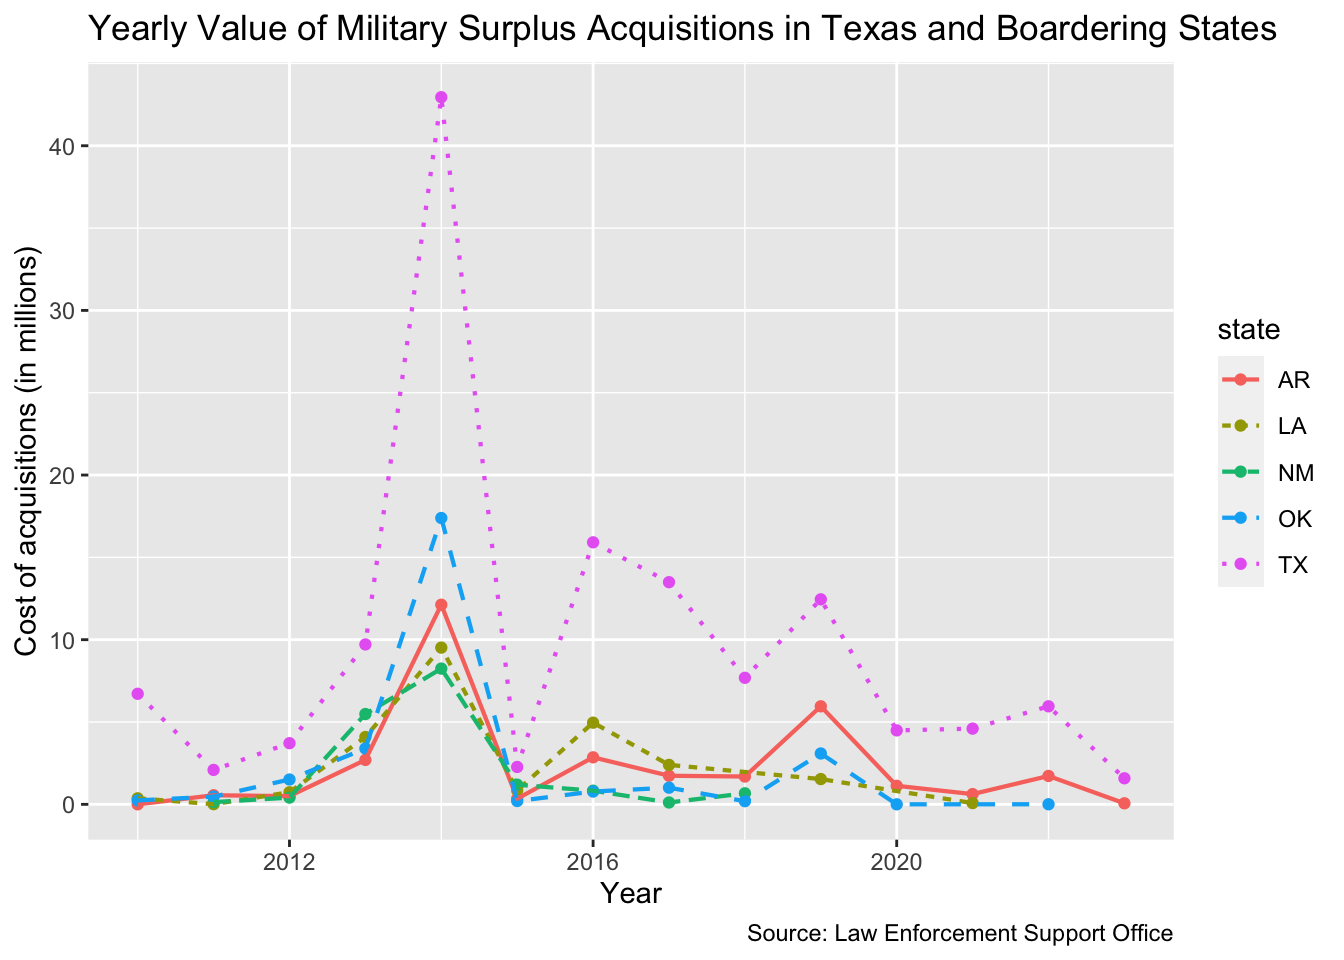 Yearly Value of Military Surplus Acquisitions in Texas and Boardering States
Cost of acquisitions (in millions)
40
30
20
10
0
2012
2016
2020
Year
state
AR
LA
NM
OK
TX
Source: Law Enforcement Support Office